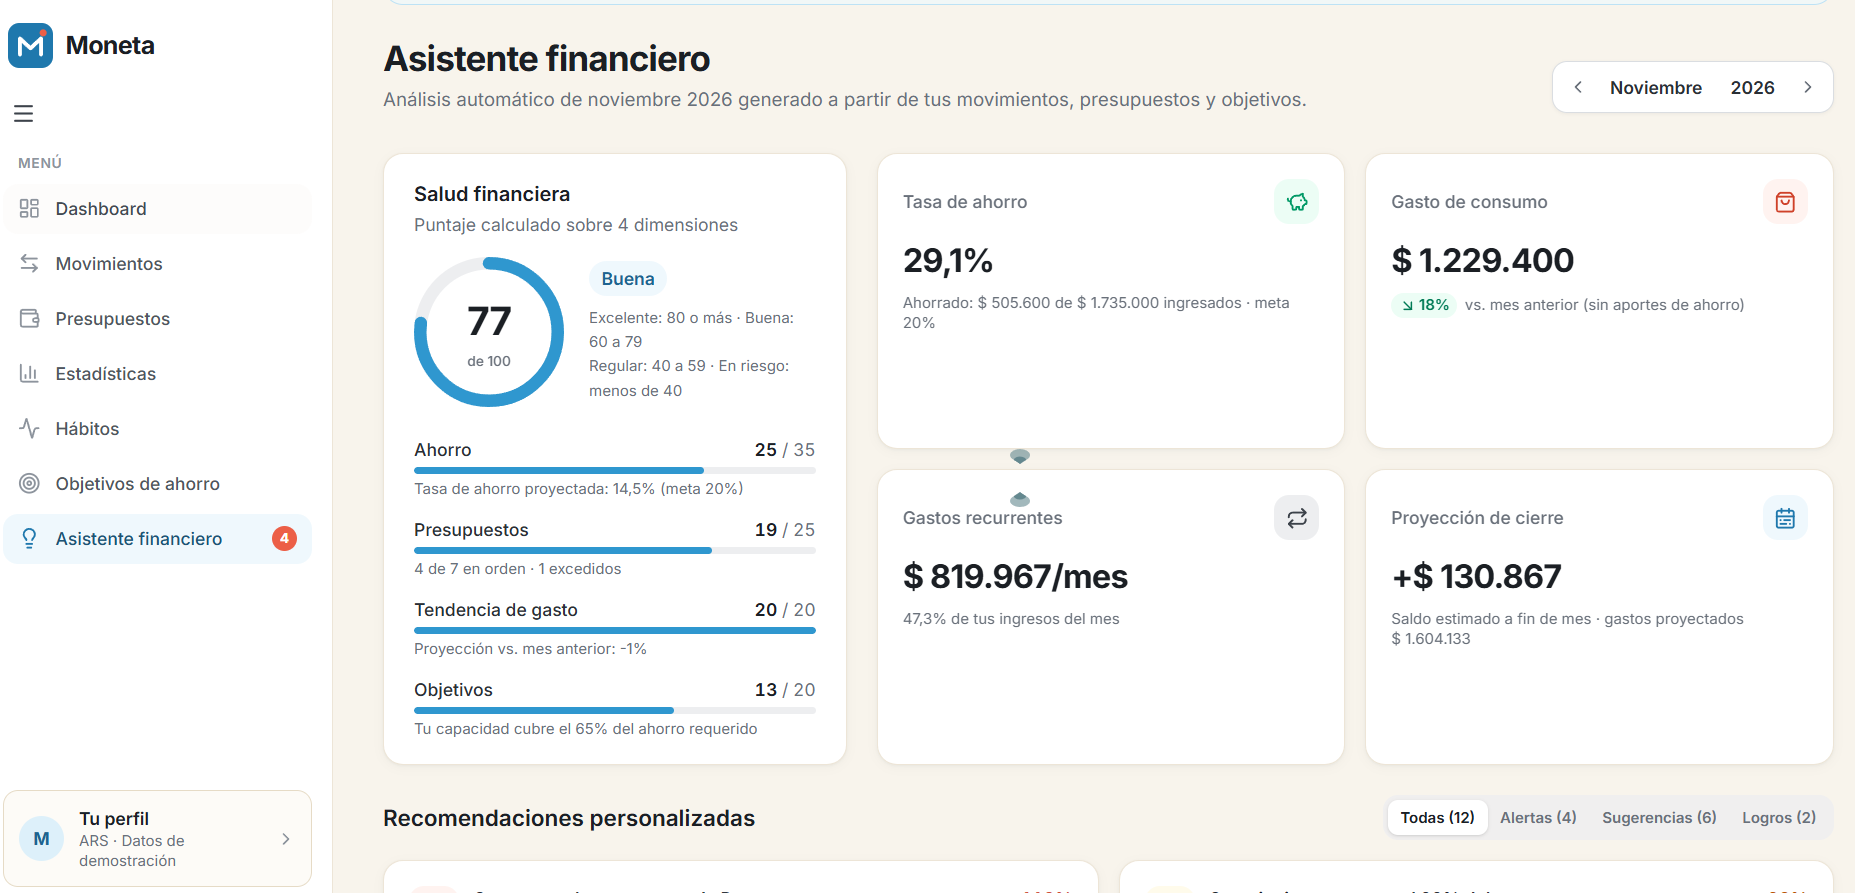 Moneta
MENÚ
Dashboard
Movimientos
Presupuestos
Estadísticas
Hábitos
Objetivos de ahorro
Asistente financiero
4
M
Tu perfil
ARS · Datos de
demostración
Asistente financiero
Análisis automático de noviembre 2026 generado a partir de tus movimientos, presupuestos y objetivos.
Noviembre 2026
Salud financiera
Puntaje calculado sobre 4 dimensiones
77
de 100
Buena
Excelente: 80 o más · Buena:
60 a 79
Regular: 40 a 59 · En riesgo:
menos de 40
Ahorro 25 / 35
Tasa de ahorro proyectada: 14,5% (meta 20%)
Presupuestos 19 / 25
4 de 7 en orden · 1 excedidos
Tendencia de gasto 20 / 20
Proyección vs. mes anterior: -1%
Objetivos 13 / 20
Tu capacidad cubre el 65% del ahorro requerido
Tasa de ahorro
29,1%
Ahorrado: $ 505.600 de $ 1.735.000 ingresados · meta
20%
Gasto de consumo
$ 1.229.400
18% vs. mes anterior (sin aportes de ahorro)
Gastos recurrentes
$ 819.967/mes
47,3% de tus ingresos del mes
Proyección de cierre
+$ 130.867
Saldo estimado a fin de mes · gastos proyectados
$ 1.604.133
Recomendaciones personalizadas
Todas (12)
Alertas (4)
Sugerencias (6)
Logros (2)